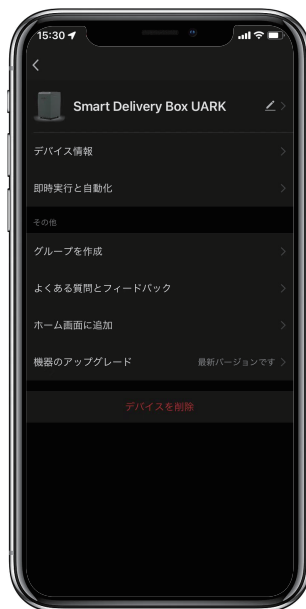 15:30
Smart Delivery Box UARK
デバイス情報
即時実行と自動化
その他
グループを作成
よくある質問とフィードバック
ホーム画面に追加
機器のアップグレード 最新バージョンです
デバイスを削除